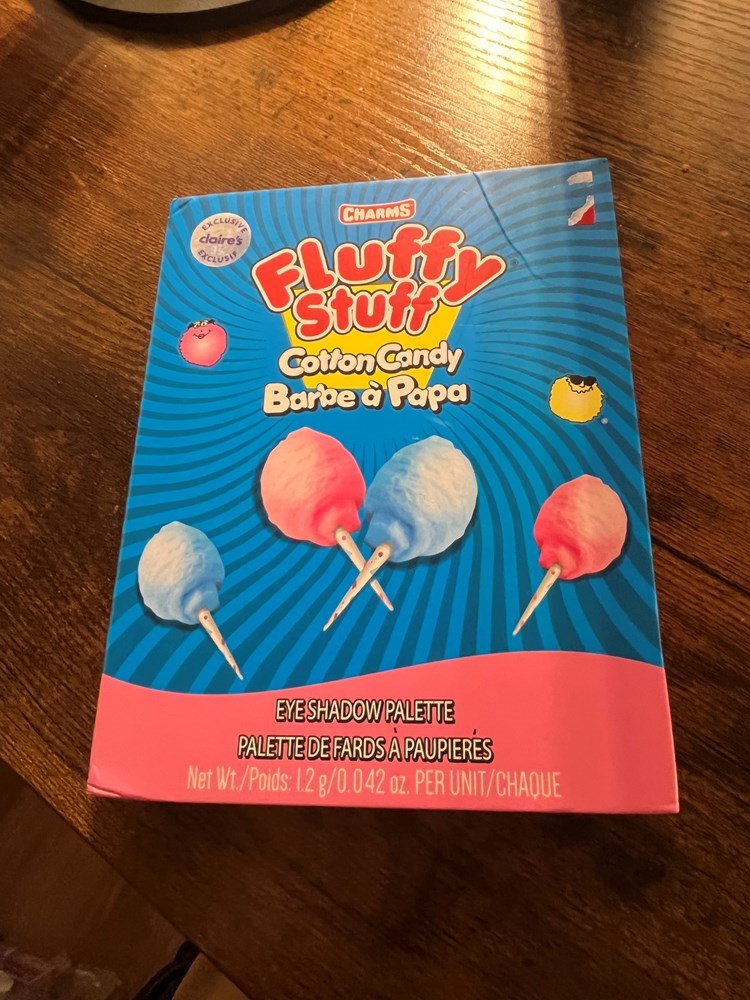 CHARMS
EXCLUSIVE
claire's
EXCLUSIF
Fluffy
Stuff
Cotton Candy
Barbe à Papa
EYE SHADOW PALETTE
PALETTE DE FARDS À PAUPIERÈS
Net Wt./Poids: 1.2 g/0.042 oz. PER UNIT/CHAQUE